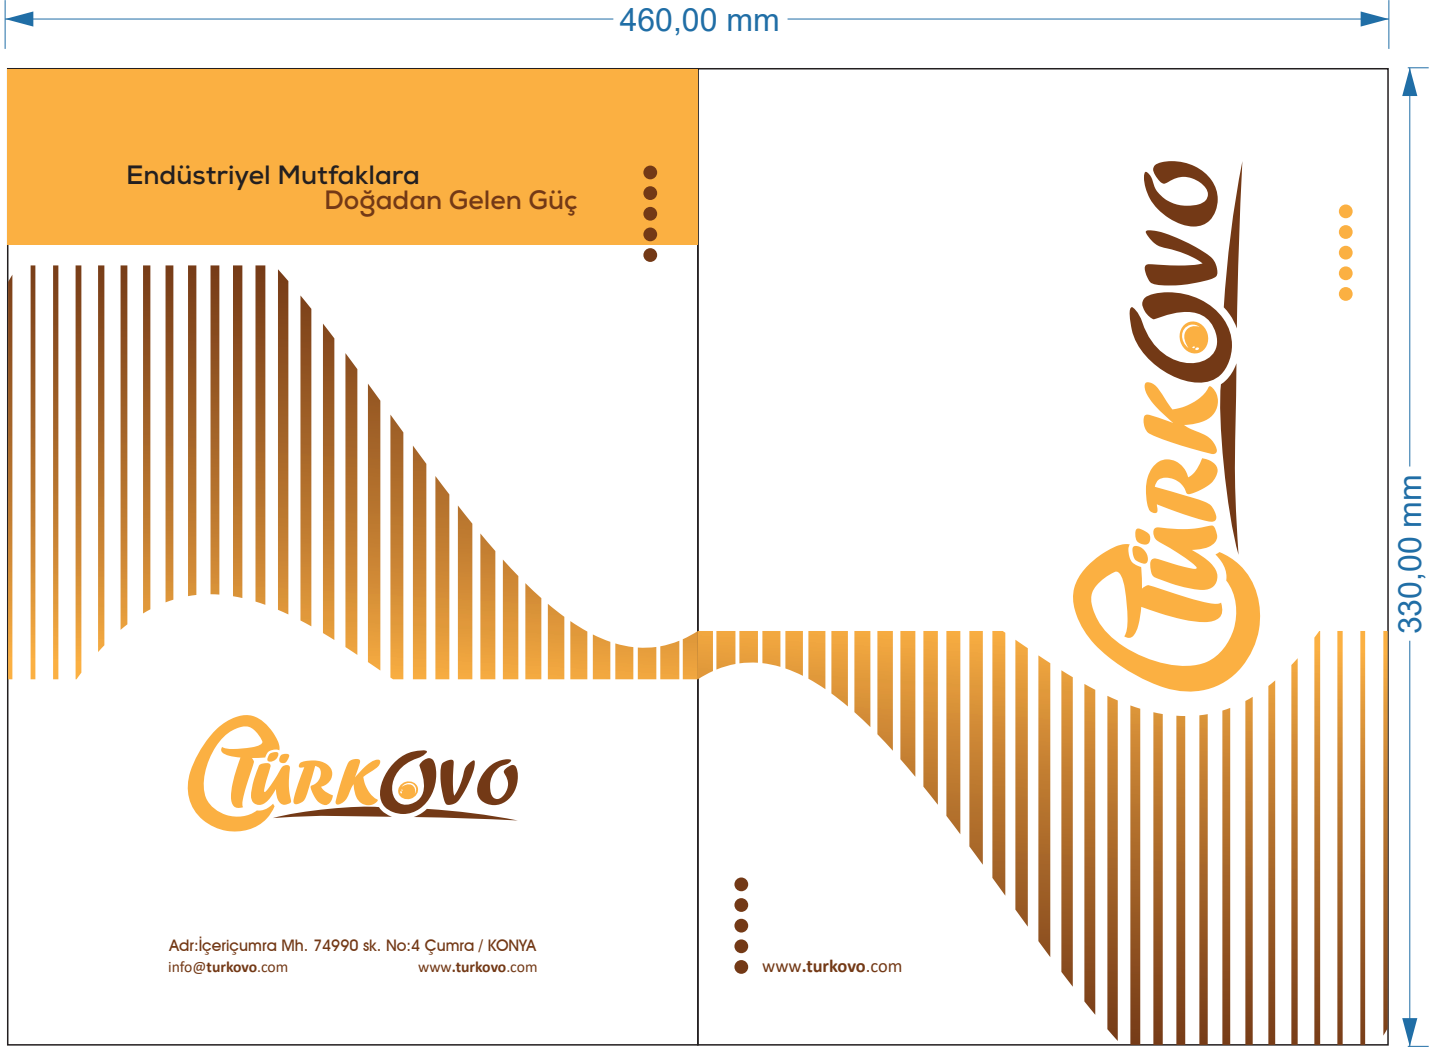 460,00 mm
Endüstriyel Mutfaklara
Doğadan Gelen Güç
TÜRKOVO
Adr:İçeriçumra Mh. 74990 sk. No:4 Çumra / KONYA
info@turkovo.com www.turkovo.com
TÜRKOVO
www.turkovo.com
330,00 mm